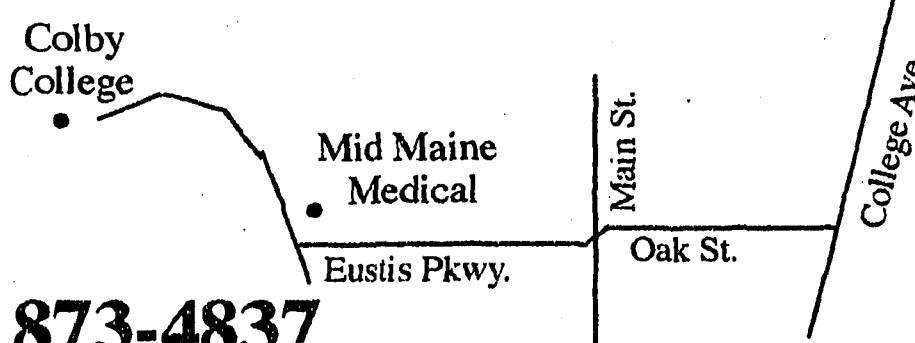 Colby
College
Mid Maine
Medical
Main St.
College Ave
Oak St.
Eustis Pkwy.
873-4837